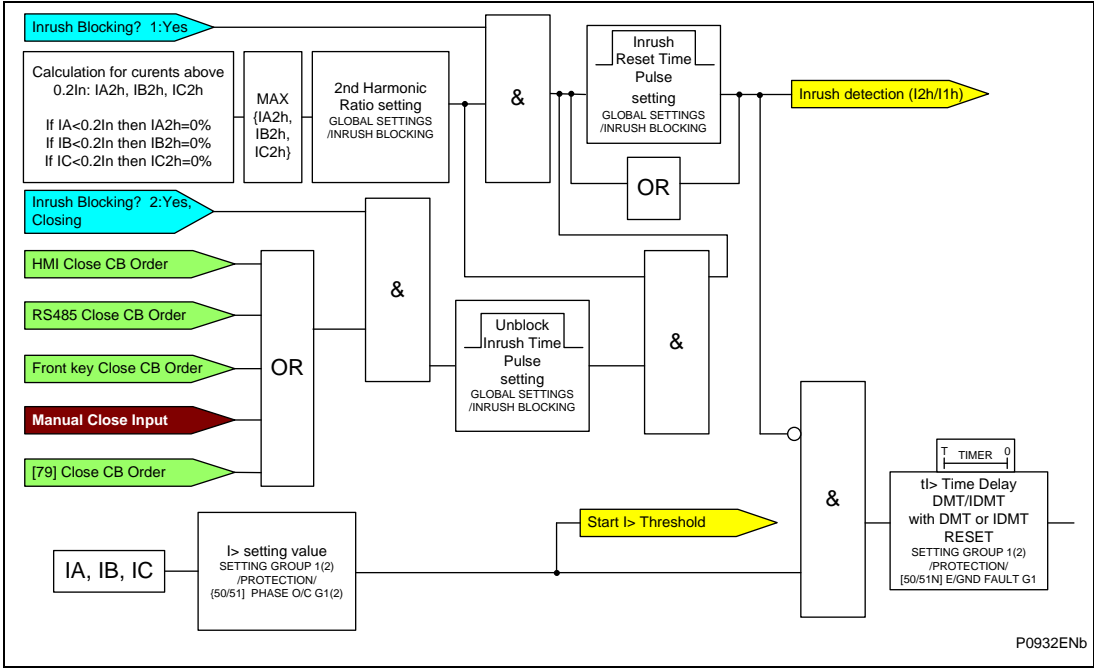 Inrush Blocking? 1:Yes
Calculation for curents above
0.2In: IA2h, IB2h, IC2h
If IA<0.2In then IA2h=0%
If IB<0.2In then IB2h=0%
If IC<0.2In then IC2h=0%
MAX
{IA2h,
IB2h,
IC2h}
2nd Harmonic
Ratio setting
GLOBAL SETTINGS
/INRUSH BLOCKING
&
Inrush
Reset Time
Pulse
setting
GLOBAL SETTINGS
/INRUSH BLOCKING
OR
Inrush detection (I2h/I1h)
Inrush Blocking? 2:Yes,
Closing
HMI Close CB Order
RS485 Close CB Order
Front key Close CB Order
Manual Close Input
[79] Close CB Order
OR
&
Unblock
Inrush Time
Pulse
setting
GLOBAL SETTINGS
/INRUSH BLOCKING
&
IA, IB, IC
I> setting value
SETTING GROUP 1(2)
/PROTECTION/
{50/51] PHASE O/C G1(2)
Start I> Threshold
&
T TIMER 0
tI> Time Delay
DMT/IDMT
with DMT or IDMT
RESET
SETTING GROUP 1(2)
/PROTECTION/
[50/51N] E/GND FAULT G1
P0932ENb